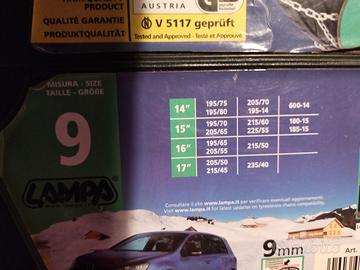 PRODUCT
QUALITÉ GARANTIE
PRODUKTQUALITÄT
AUSTRIA
V 5117 geprüft
Tested and Approved - Testé et Approuvé
MISURA - SIZE
TAILLE - GRÖßE
9
LAMPA
14" 195/75 205/70 600-14
195/80 195-14
15" 195/70 215/60 180-15
205/65 225/55 185-15
16" 195/65 215/50
205/55
17" 205/50 235/40
215/45
Consultare il sito www.lampa.it per verificare eventuali aggiornamenti.
Visit www.lampa.it for latest updates on tyres/snow chains compatibility.
9mm
Art.